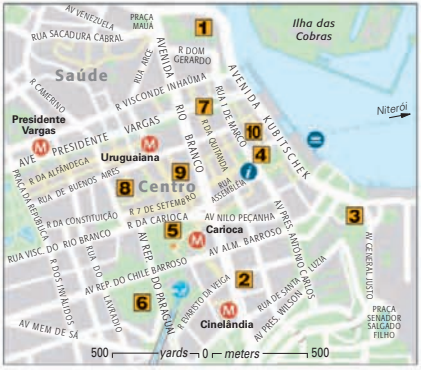 AV VENEZUELA
PRAÇA
MAUÁ
1
Ilha das
Cobras
RUA SACADURA CABRAL
RUA ARCE
AVENIDA
RIO
BRANCO
R DOM
GERARDO
Saúde
R CAMERNO
R VISCONDE INHAÚMA
AVENIDA KUBITSCHEK
7
RUA 1 DE MARCO
Niterói
Presidente
Vargas
M
AVE PRESIDENTE VARGAS
M
Uruguaiana
R DA QUITANDA
10
4
R DA ALFÂNDEGA
RUA DE BUENOS AIRES
9
i
8
Centro
RUA
ASSEMBLEIA
PRAÇA DA REPÚBLICA
R 7 DE SETEMBRO
R DA CONSTITUIÇÃO
R DA CARIOCA
AV NILO PEÇANHA
3
5
Carioca
M
RUA VISC. DO RIO BRANCO
AV ALM. BARROSO
AV PRES. ANTÔNIO CARLOS
AV GENERAL JUSTO
R DOS INVÁLIDOS
RUA DO
LAVRADIO
AV REP. DO CHILE BARROSO
AV REP. DO PARAGUAI
2
RUA DE SANTA LUZIA
6
R EVARISTO DA VEIGA
AV PRES. WILSON
M
Cinelândia
AV MEM DE SÁ
PRAÇA
SENADOR
SALGADO
FILHO
500 yards 0 meters 500